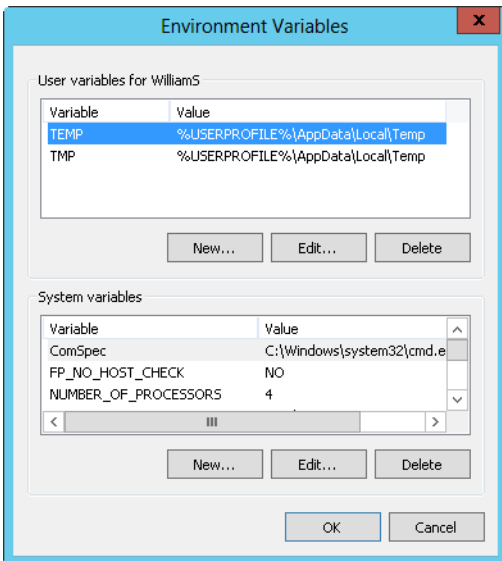 Environment Variables
x
User variables for WilliamS
Variable Value
TEMP %USERPROFILE%\AppData\Local\Temp
TMP %USERPROFILE%\AppData\Local\Temp
New... Edit... Delete
System variables
Variable Value
ComSpec C:\Windows\system32\cmd.e
FP_NO_HOST_CHECK NO
NUMBER_OF_PROCESSORS 4
New... Edit... Delete
OK Cancel